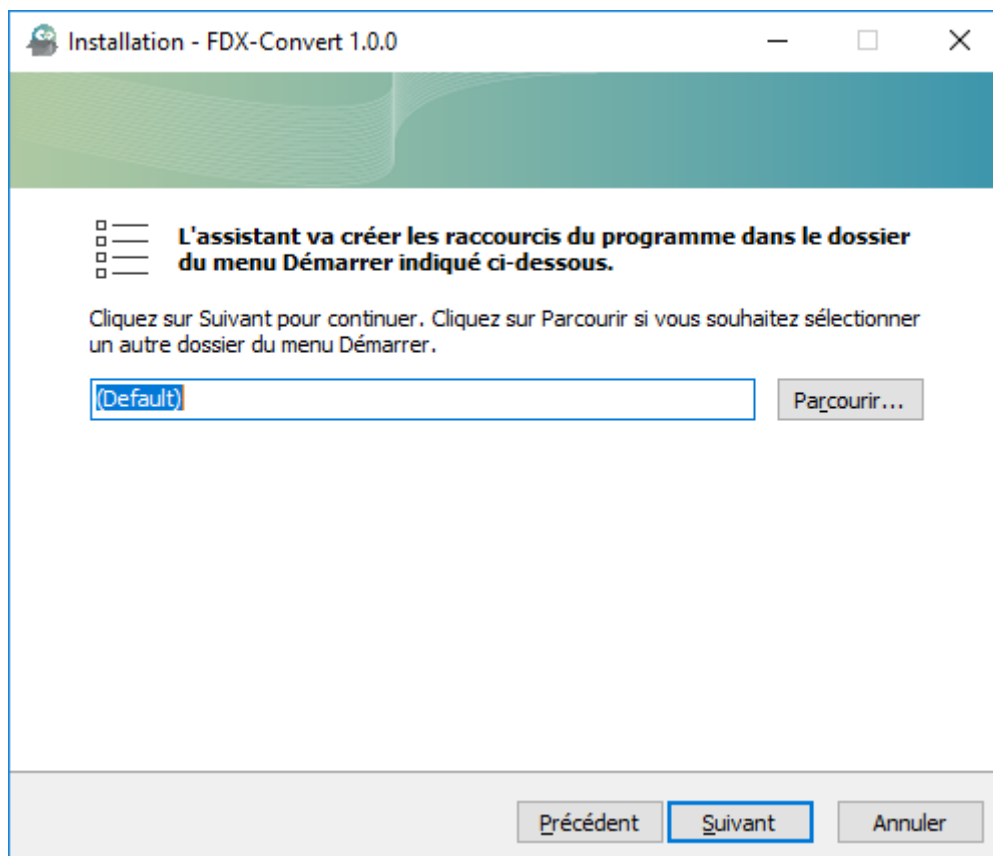 Installation - FDX-Convert 1.0.0
L'assistant va créer les raccourcis du programme dans le dossier
du menu Démarrer indiqué ci-dessous.
Cliquez sur Suivant pour continuer. Cliquez sur Parcourir si vous souhaitez sélectionner
un autre dossier du menu Démarrer.
(Default)
Parcourir...
Précédent
Suivant
Annuler